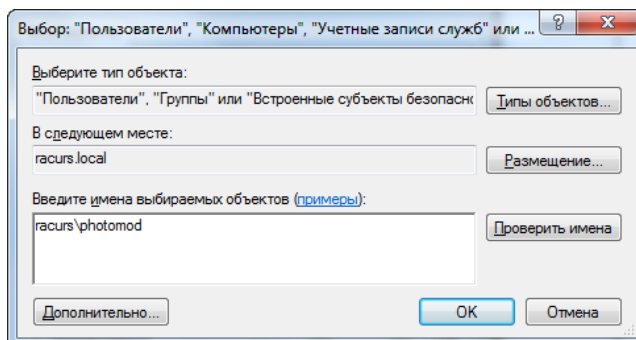 Выбор: "Пользователи", "Компьютеры", "Учетные записи служб" или ...
Выберите тип объекта:
"Пользователи", "Группы" или "Встроенные субъекты безопасно
Типы объектов...
В следующем месте:
racurs.local
Размещение...
Введите имена выбираемых объектов (примеры):
racurs\photomod
Проверить имена
Дополнительно...
OK
Отмена